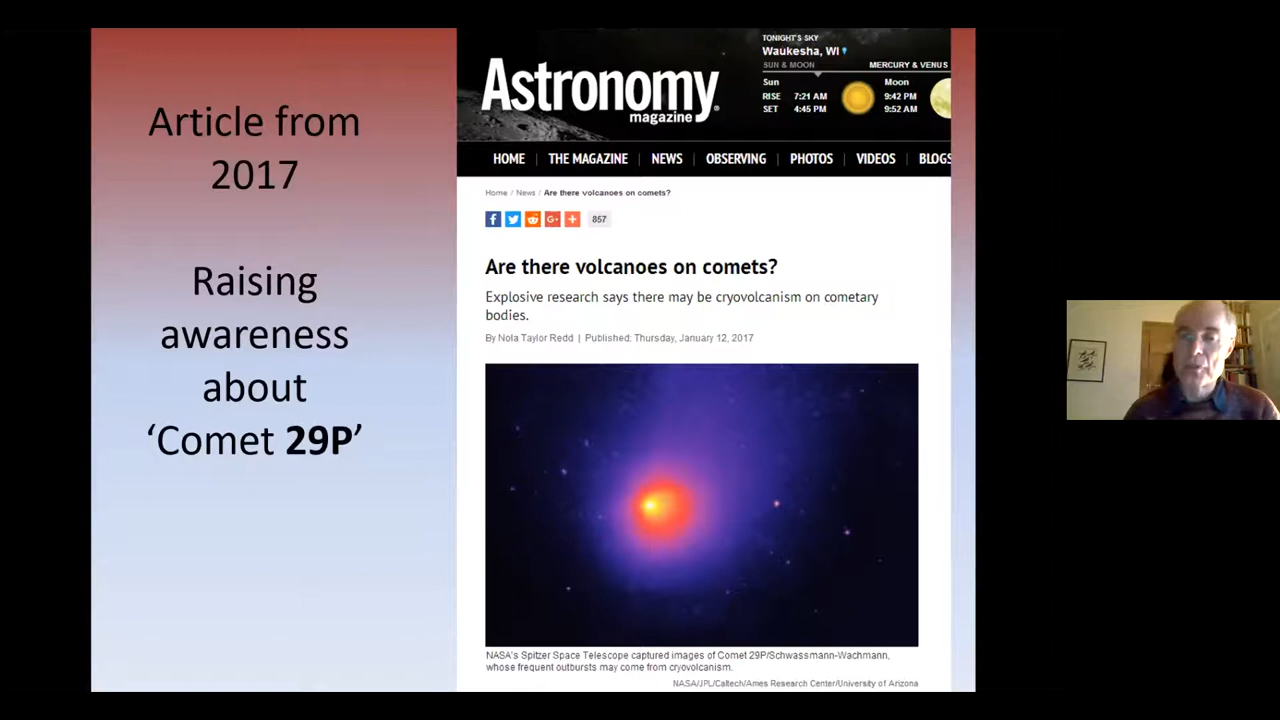 Article from
2017
Raising
awareness
about
‘Comet 29P’
Astronomy
magazine
TONIGHT'S SKY
Waukesha, WI
SUN & MOON
MERCURY & VENUS
Sun
RISE 7:21 AM
SET 4:45 PM
Moon
9:42 PM
9:52 AM
HOME THE MAGAZINE NEWS OBSERVING PHOTOS VIDEOS BLOGS
Home / News / Are there volcanoes on comets?
857
Are there volcanoes on comets?
Explosive research says there may be cryovolcanism on cometary
bodies.
By Nola Taylor Redd | Published: Thursday, January 12, 2017
NASA's Spitzer Space Telescope captured images of Comet 29P/Schwassmann-Wachmann,
whose frequent outbursts may come from cryovolcanism.
NASA/JPL/Caltech/Ames Research Center/University of Arizona